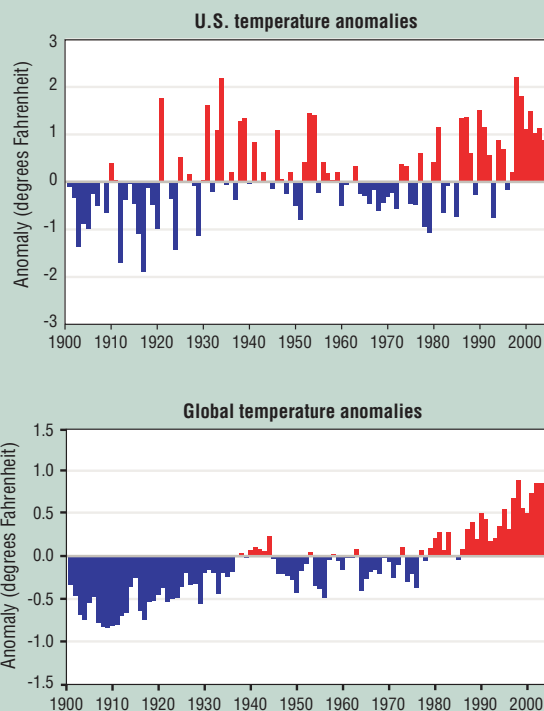 U.S. temperature anomalies
Anomaly (degrees Fahrenheit)
3
2
1
0
-1
-2
-3
1900 1910 1920 1930 1940 1950 1960 1970 1980 1990 2000
Global temperature anomalies
Anomaly (degrees Fahrenheit)
1.5
1.0
0.5
0.0
-0.5
-1.0
-1.5
1900 1910 1920 1930 1940 1950 1960 1970 1980 1990 2000